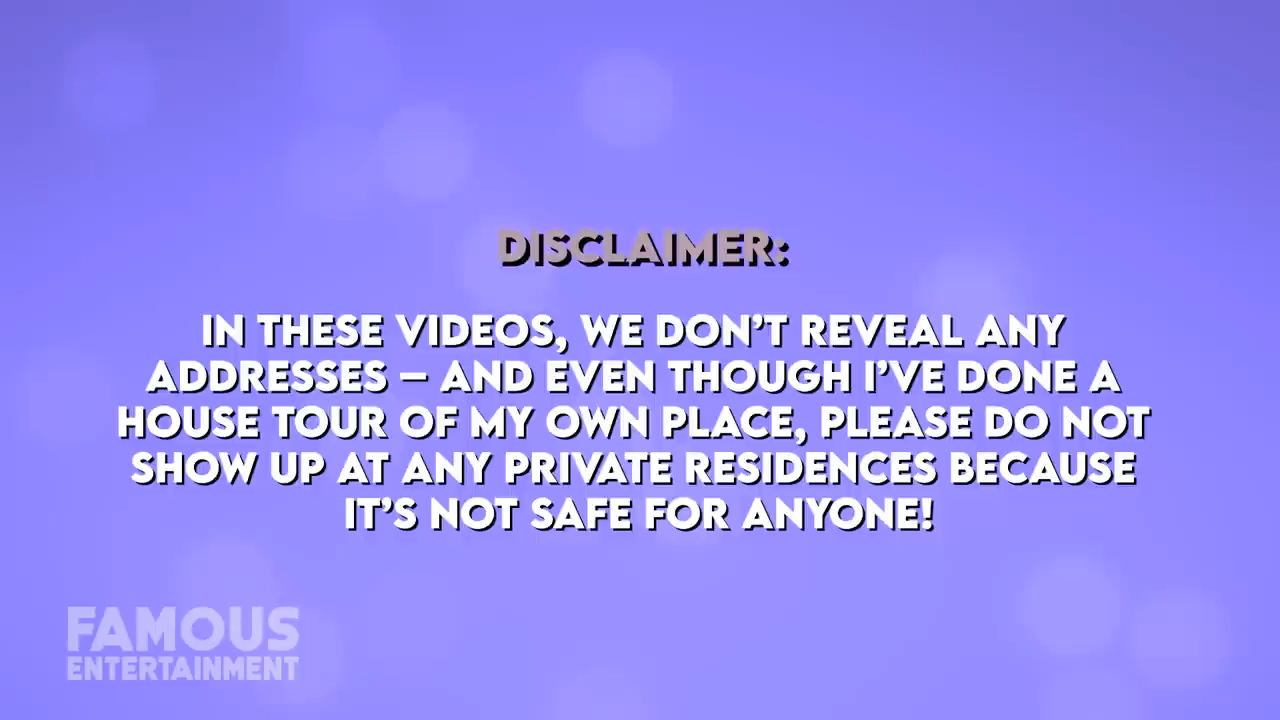 DISCLAIMER:
IN THESE VIDEOS, WE DON'T REVEAL ANY
ADDRESSES – AND EVEN THOUGH I'VE DONE A
HOUSE TOUR OF MY OWN PLACE, PLEASE DO NOT
SHOW UP AT ANY PRIVATE RESIDENCES BECAUSE
IT'S NOT SAFE FOR ANYONE!
FAMOUS
ENTERTAINMENT